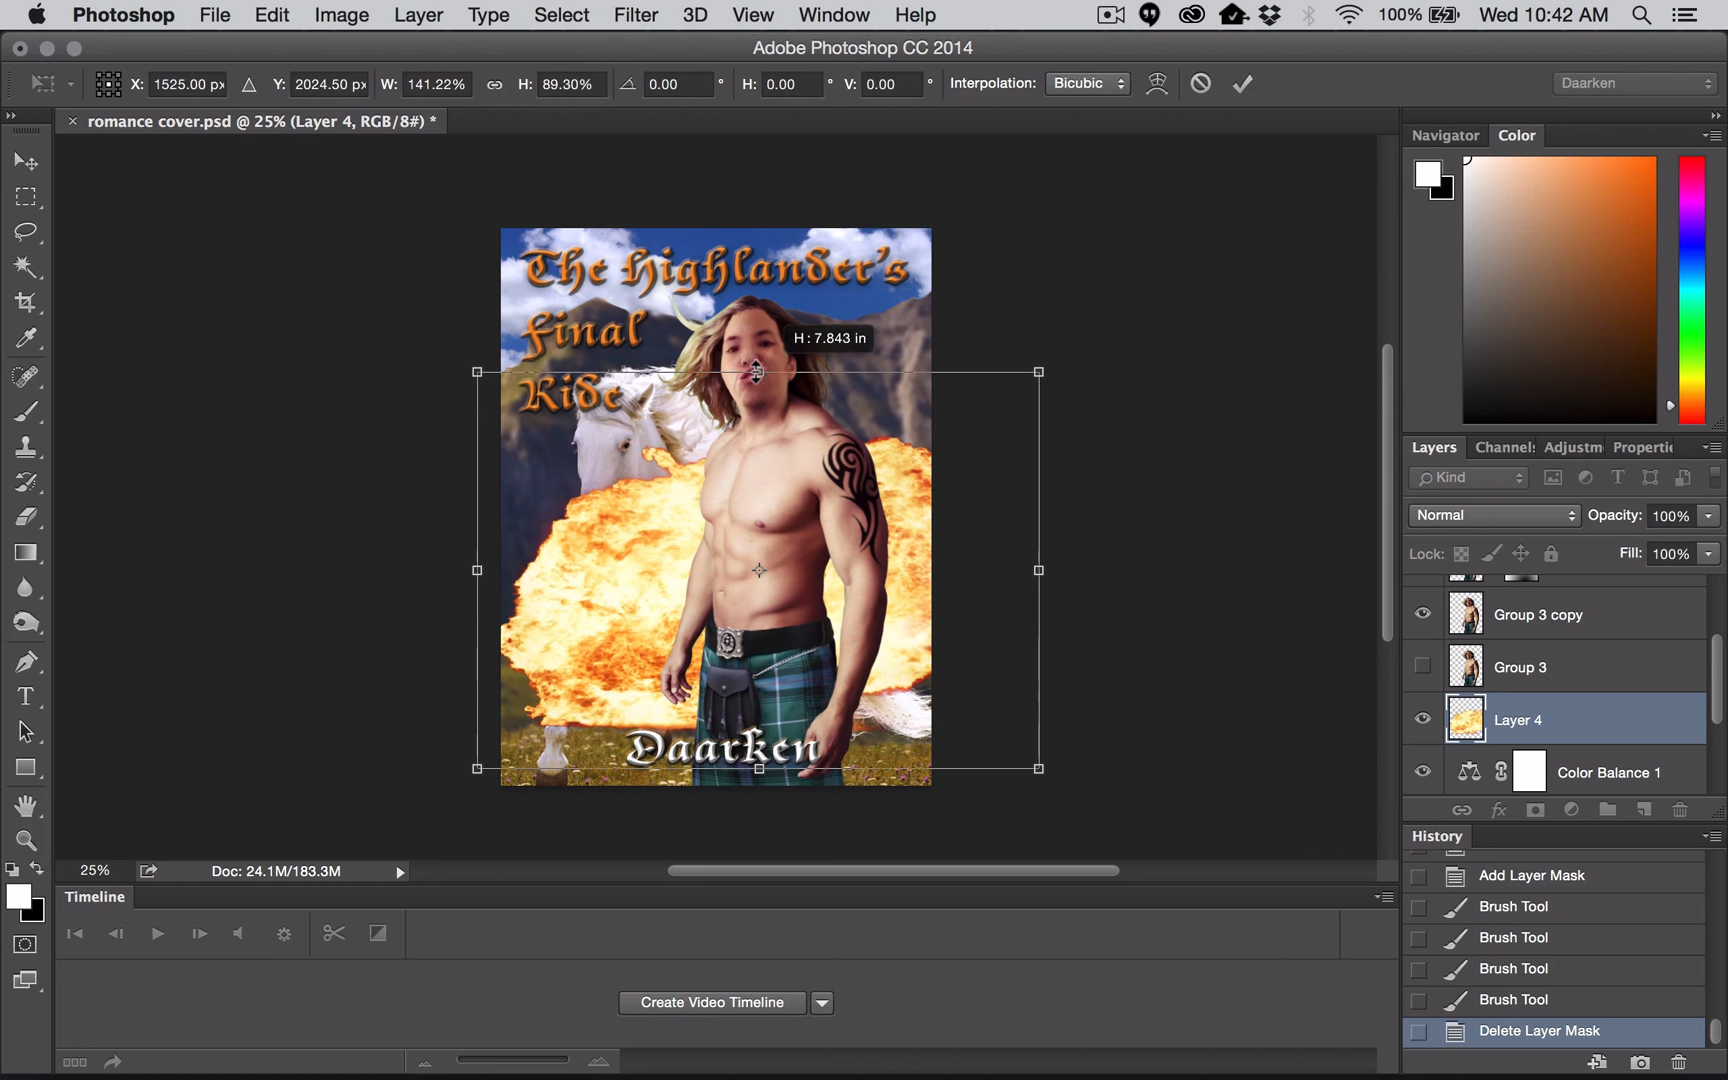 Photoshop File Edit Image Layer Type Select Filter 3D View Window Help 100% Wed 10:42 AM
Adobe Photoshop CC 2014
X: 1525.00 px Y: 2024.50 px W: 141.22% H: 89.30% 0.00 ° H: 0.00 ° V: 0.00 ° Interpolation: Bicubic Daarken
× romance cover.psd @ 25% (Layer 4, RGB/8#) *
Navigator Color
The Highlander's
Final
Ride
H: 7.843 in
Daarken
Layers Channel Adjustm Propertie
Kind
Normal Opacity: 100%
Lock: Fill: 100%
Group 3 copy
Group 3
Layer 4
Color Balance 1
History
Add Layer Mask
Brush Tool
Brush Tool
Brush Tool
Brush Tool
Delete Layer Mask
25% Doc: 24.1M/183.3M
Timeline
Create Video Timeline